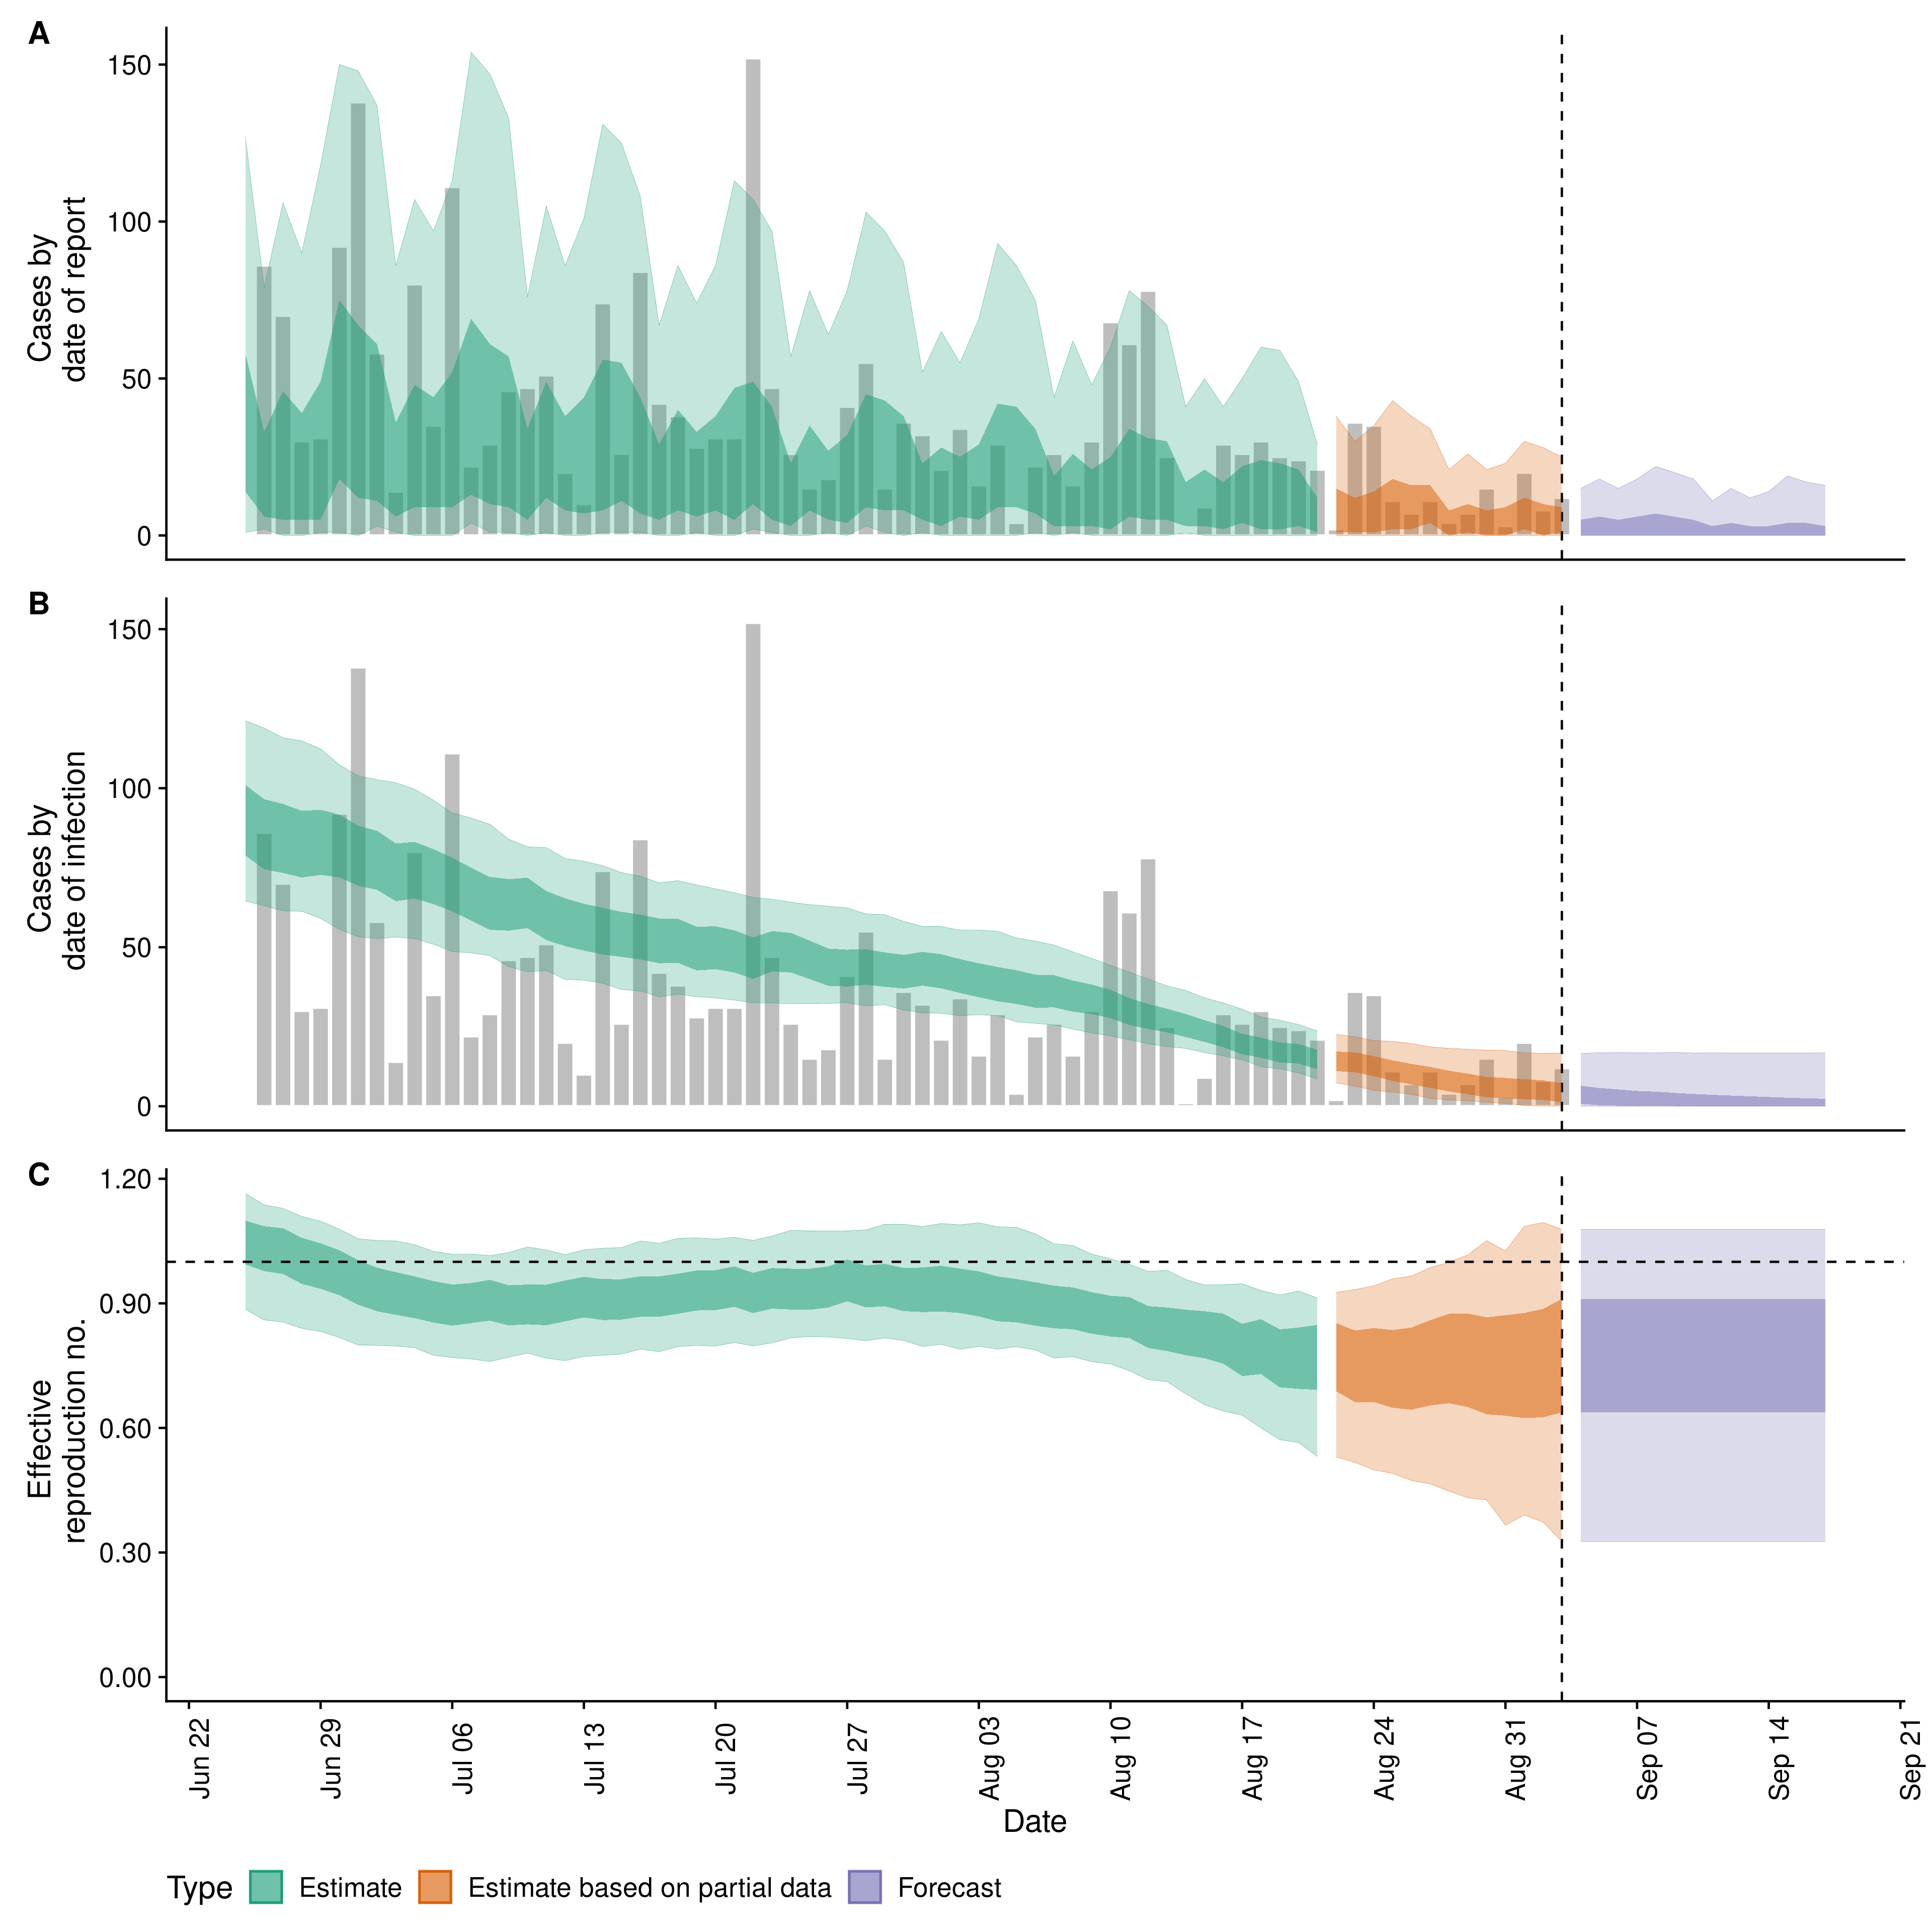 A
Cases by
date of report
150
100
50
0
B
Cases by
date of infection
150
100
50
0
C
Effective
reproduction no.
1.20
0.90
0.60
0.30
0.00
Jun 22
Jun 29
Jul 06
Jul 13
Jul 20
Jul 27
Aug 03
Aug 10
Aug 17
Aug 24
Aug 31
Sep 07
Sep 14
Sep 21
Date
Type Estimate Estimate based on partial data Forecast